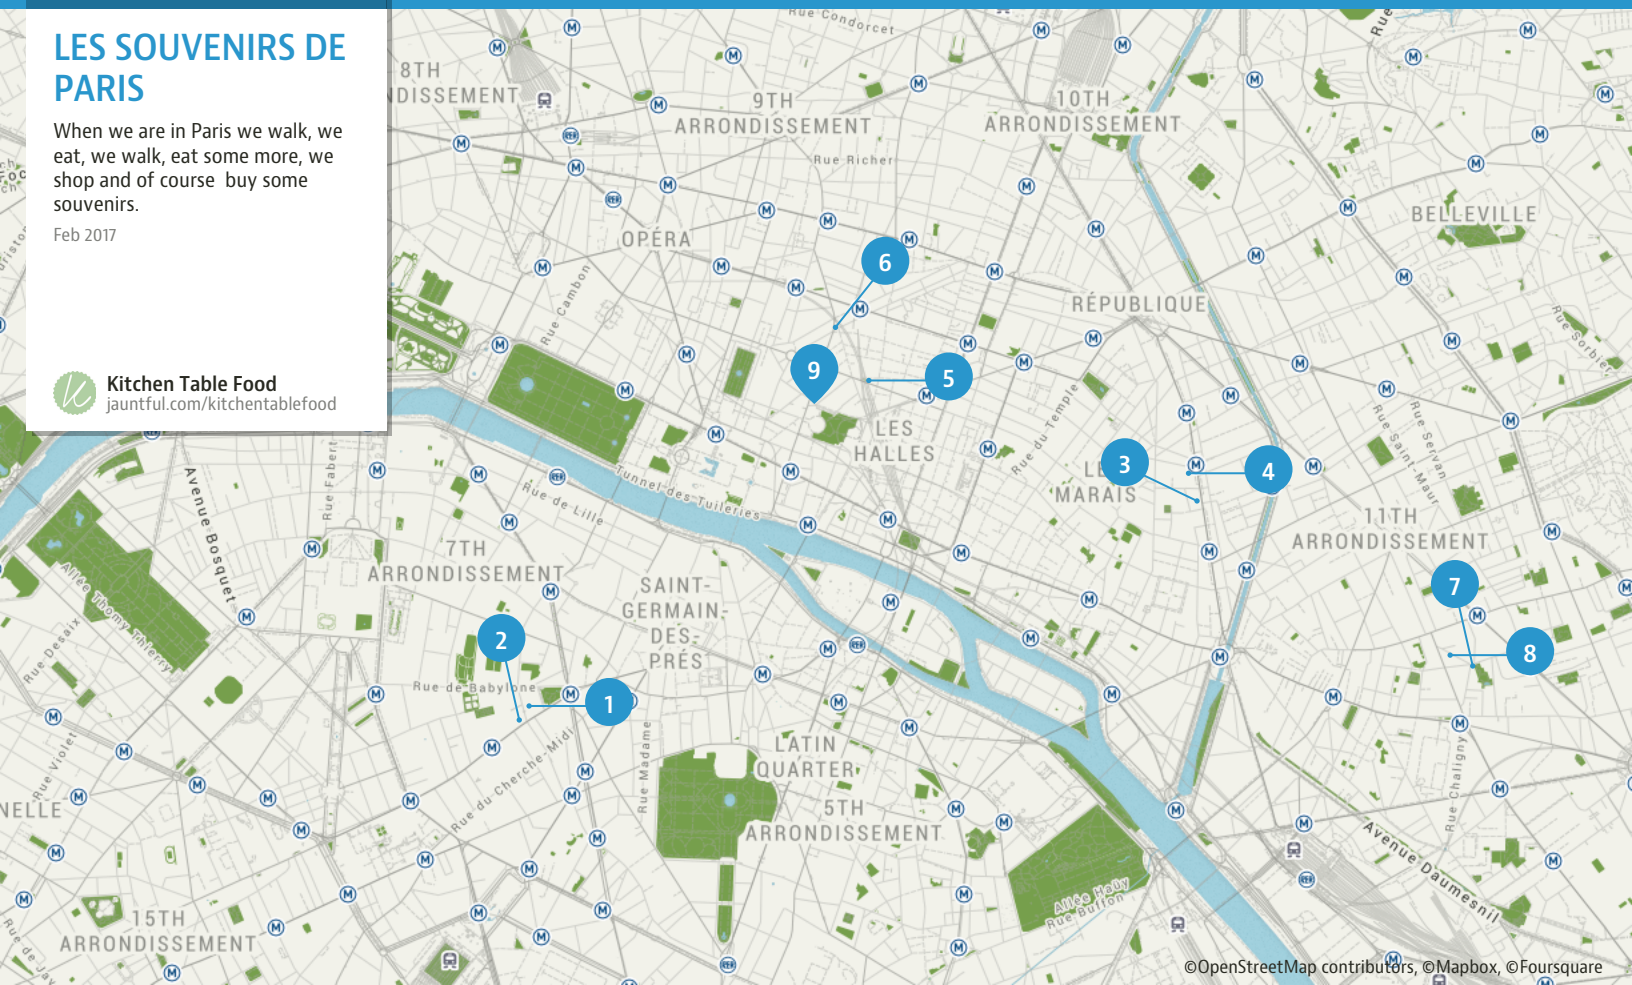 LES SOUVENIRS DE
PARIS
When we are in Paris we walk, we
eat, we walk, eat some more, we
shop and of course  buy some
souvenirs.
Feb 2017
Kitchen Table Food
jauntful.com/kitchentablefood
Rue Condorcet
8TH
9TH
ARRONDISSEMENT
10TH
ARRONDISSEMENT
Rue Richer
BELLEVILLE
OPÉRA
Rue Cambon
RÉPUBLIQUE
6
9
5
LES
HALLES
Rue du Temple
3
4
MARAIS
Rue Saint-Maur
Rue Servan
11TH
ARRONDISSEMENT
Tunnel des Tuileries
Rue de Lille
Rue Fabert
Avenue Bosquet
7TH
ARRONDISSEMENT
Allée Thomy Thierry
Rue Desaix
SAINT-
GERMAIN-
DES-
PRÉS
2
Rue de Babylone
1
7
8
Rue Violet
Rue du Cherche-Midi
Rue Madame
LATIN
QUARTER
5TH
ARRONDISSEMENT
Rue Chaligny
Avenue Daumesnil
Allée Haüy
Rue Buffon
15TH
ARRONDISSEMENT
©OpenStreetMap contributors, ©Mapbox, ©Foursquare